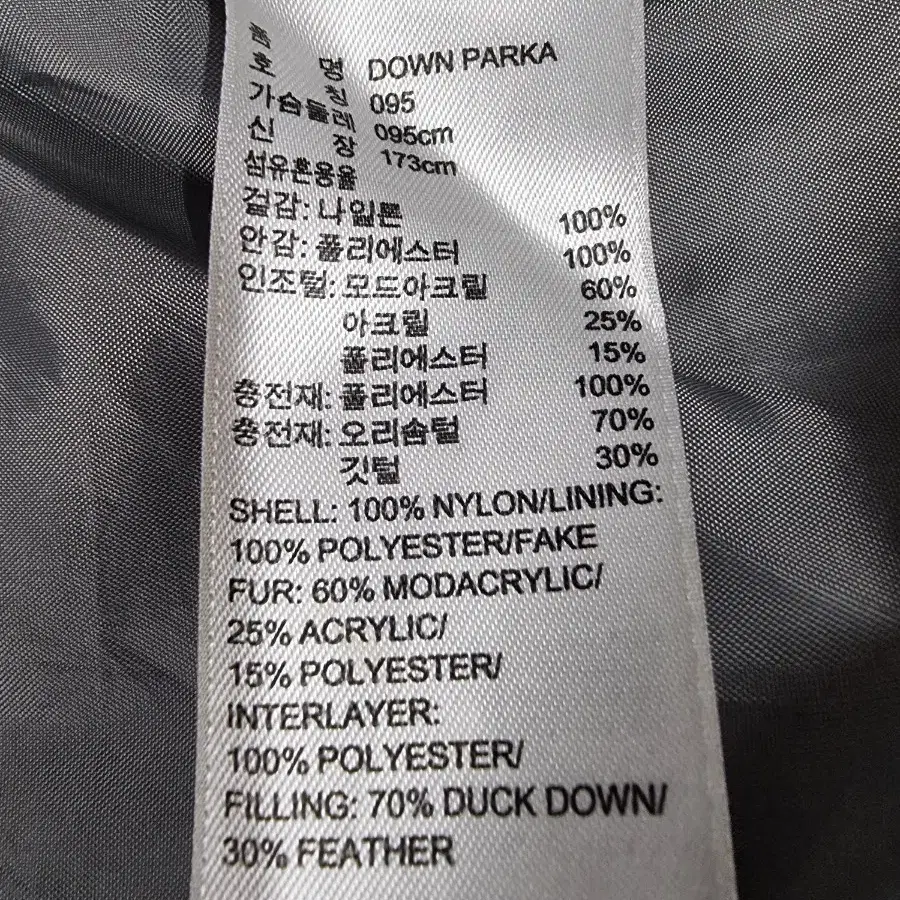 품 명 DOWN PARKA
호 칭 095
가슴둘레 095cm
신 장 173cm
섬유혼용율
겉감: 나일론 100%
안감: 폴리에스터 100%
인조털: 모드아크릴 60%
아크릴 25%
폴리에스터 15%
충전재: 폴리에스터 100%
충전재: 오리솜털 70%
깃털 30%
SHELL: 100% NYLON/LINING:
100% POLYESTER/FAKE
FUR: 60% MODACRYLIC/
25% ACRYLIC/
15% POLYESTER/
INTERLAYER:
100% POLYESTER/
FILLING: 70% DUCK DOWN/
30% FEATHER